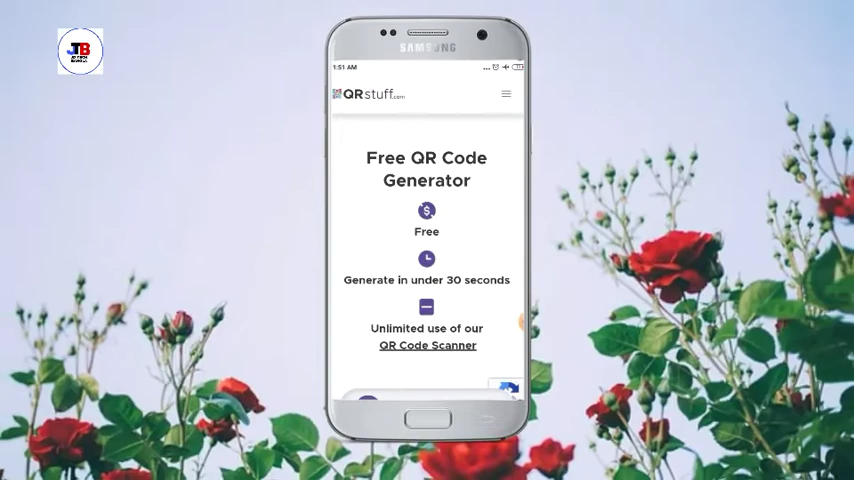 JTB
SAMSUNG
1:51 AM
QRstuff.com
Free QR Code
Generator
Free
Generate in under 30 seconds
Unlimited use of our
QR Code Scanner